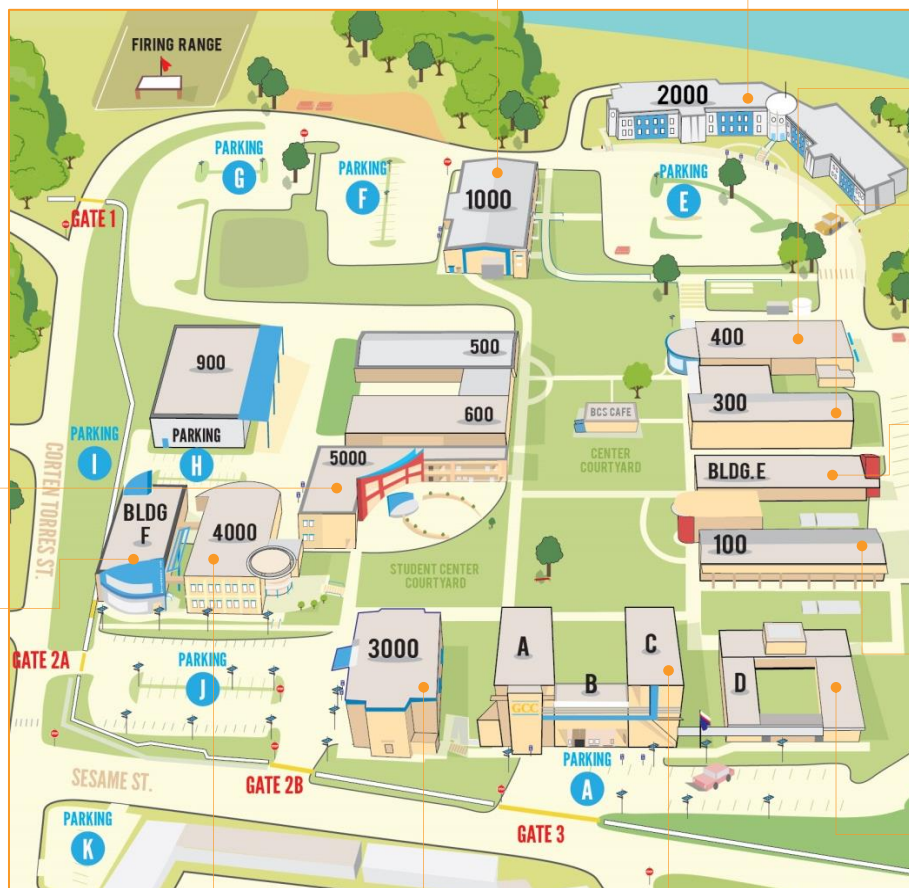 FIRING RANGE
2000
PARKING
G
PARKING
F
PARKING
E
1000
GATE 1
400
500
900
300
600
BCS CAFE
PARKING
I
PARKING
H
CENTER
COURTYARD
5000
BLDG.E
CORTEN TORRES ST.
BLDG
F
4000
100
STUDENT CENTER
COURTYARD
GATE 2A
PARKING
J
3000
A
B
C
D
GCC
SESAME ST.
GATE 2B
PARKING
A
PARKING
K
GATE 3